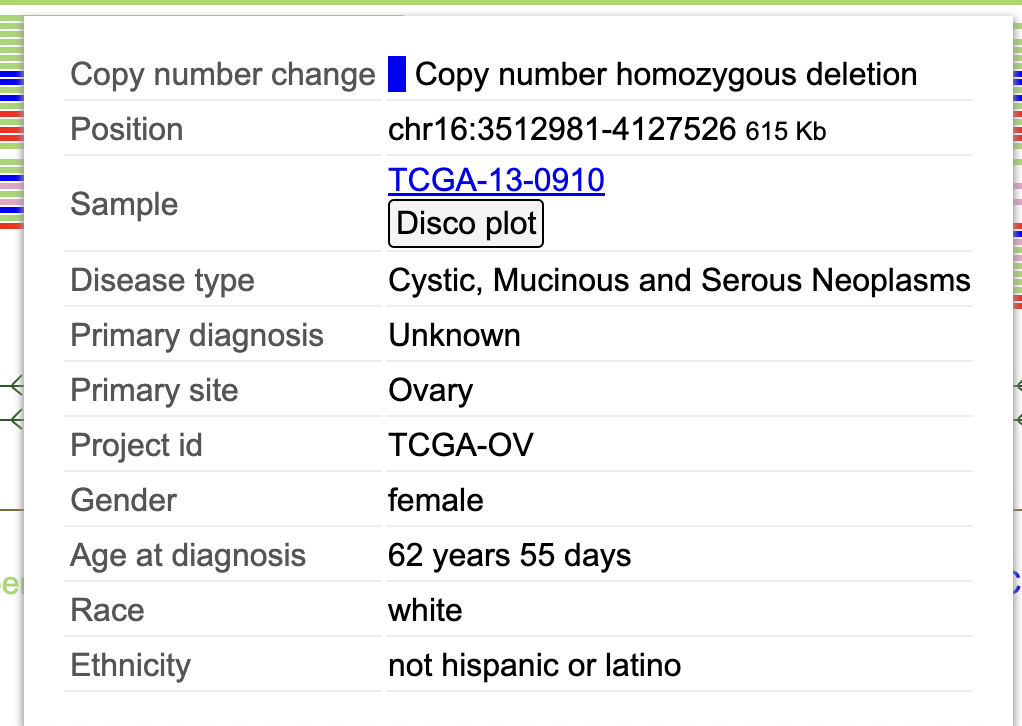 Copy number change Copy number homozygous deletion
Position chr16:3512981-4127526 615 Kb
Sample TCGA-13-0910
Disco plot
Disease type Cystic, Mucinous and Serous Neoplasms
Primary diagnosis Unknown
Primary site Ovary
Project id TCGA-OV
Gender female
Age at diagnosis 62 years 55 days
Race white
Ethnicity not hispanic or latino